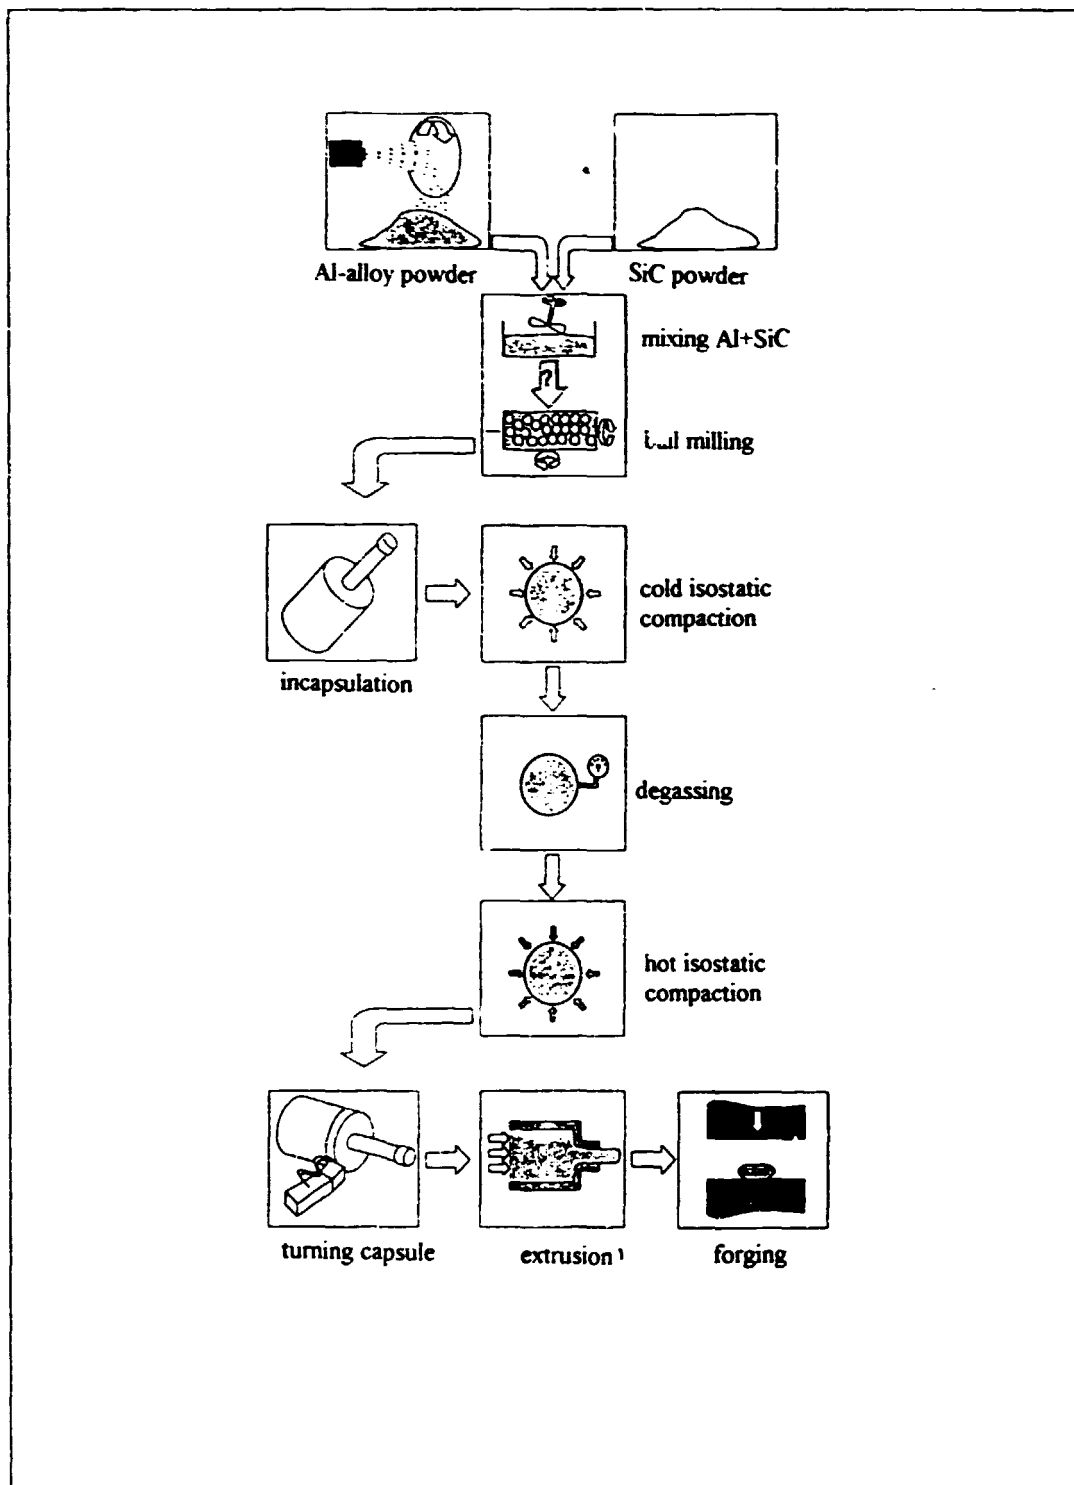 Al-alloy powder
SiC powder
mixing Al+SiC
?
milling
cold isostatic
compaction
incapsulation
degassing
hot isostatic
compaction
turning capsule
extrusion
forging